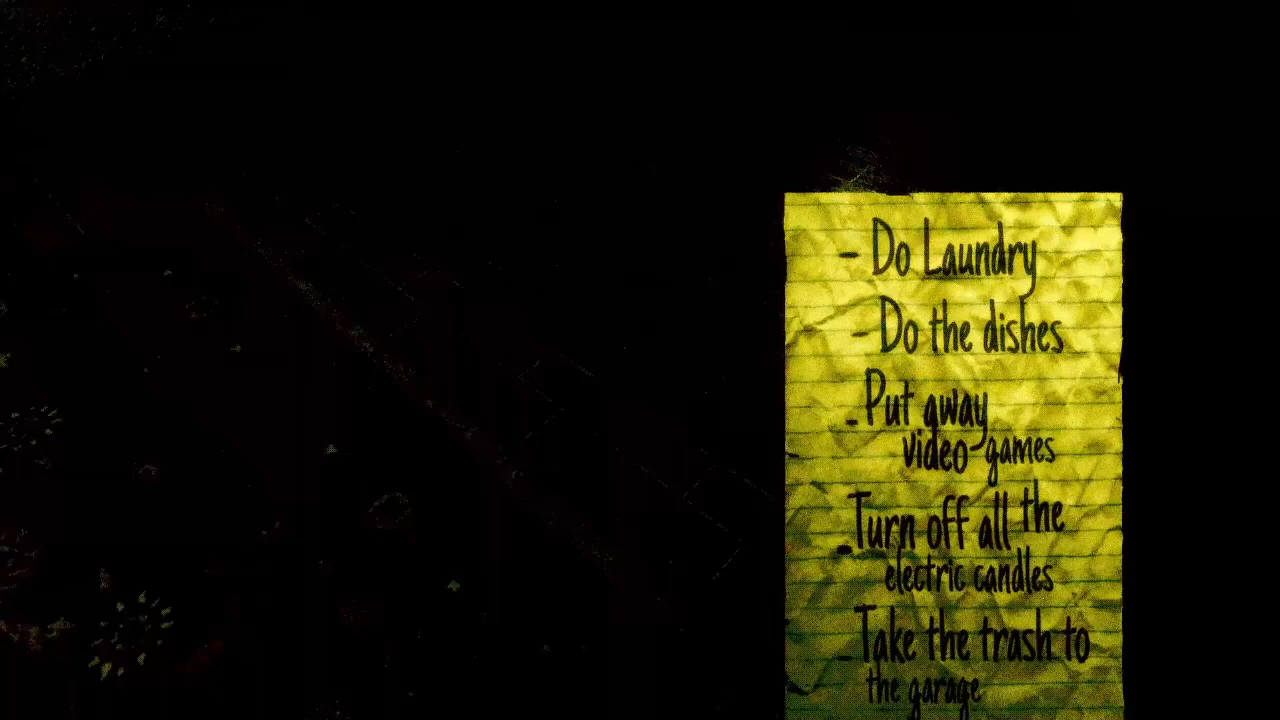 - Do Laundry
- Do the dishes
- Put away
video games
- Turn off all the
electric candles
- Take the trash to
the garage